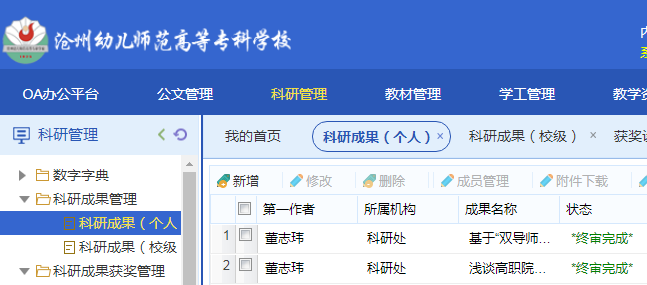 沧州幼儿师范高等专科学校
OA办公平台 公文管理 科研管理 教材管理 学工管理 教学
科研管理
我的首页 科研成果（个人）× 科研成果（校级）× 获奖
数字字典
新增 修改 删除 成员管理 附件下载
科研成果管理
第一作者 所属机构 成果名称 状态
科研成果（个人
1 董志玮 科研处 基于“双导师... *终审完成*
科研成果（校级
2 董志玮 科研处 浅谈高职院... *终审完成*
科研成果获奖管理